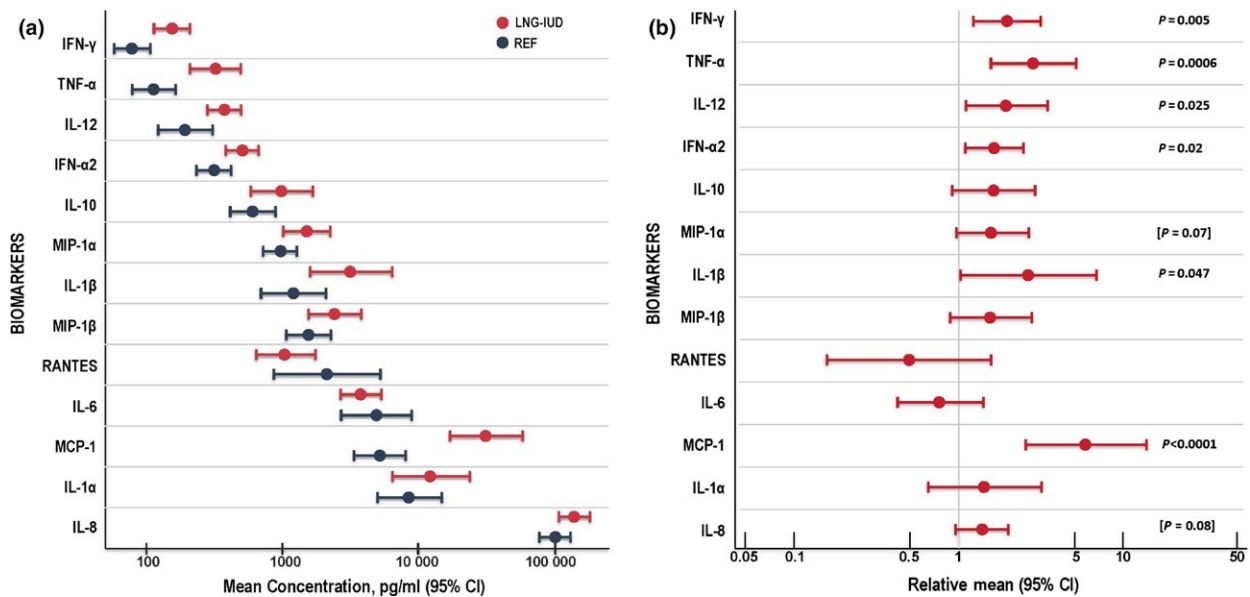 (a)
LNG-IUD
REF
IFN-γ
TNF-α
IL-12
IFN-α2
IL-10
MIP-1α
IL-1β
MIP-1β
RANTES
IL-6
MCP-1
IL-1α
IL-8
BIOMARKERS
100 1000 10 000 100 000
Mean Concentration, pg/ml (95% CI)
(b)
IFN-γ P = 0.005
TNF-α P = 0.0006
IL-12 P = 0.025
IFN-α2 P = 0.02
IL-10
MIP-1α [P = 0.07]
IL-1β P = 0.047
MIP-1β
RANTES
IL-6
MCP-1 P<0.0001
IL-1α
IL-8 [P = 0.08]
BIOMARKERS
0.05 0.1 0.5 1 5 10 50
Relative mean (95% CI)